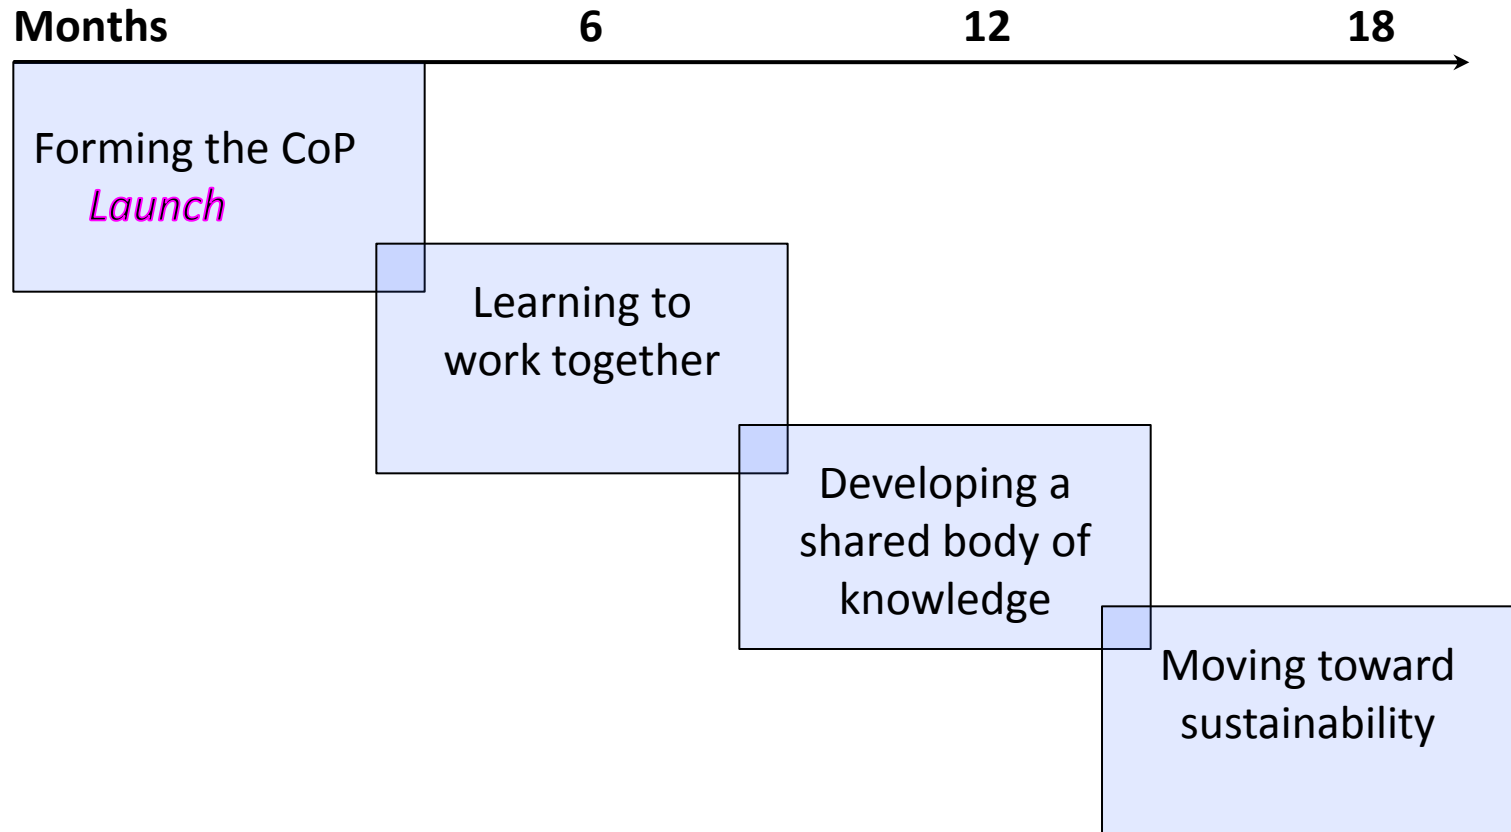 Months 6 12 18
Forming the CoP
Launch
Learning to
work together
Developing a
shared body of
knowledge
Moving toward
sustainability